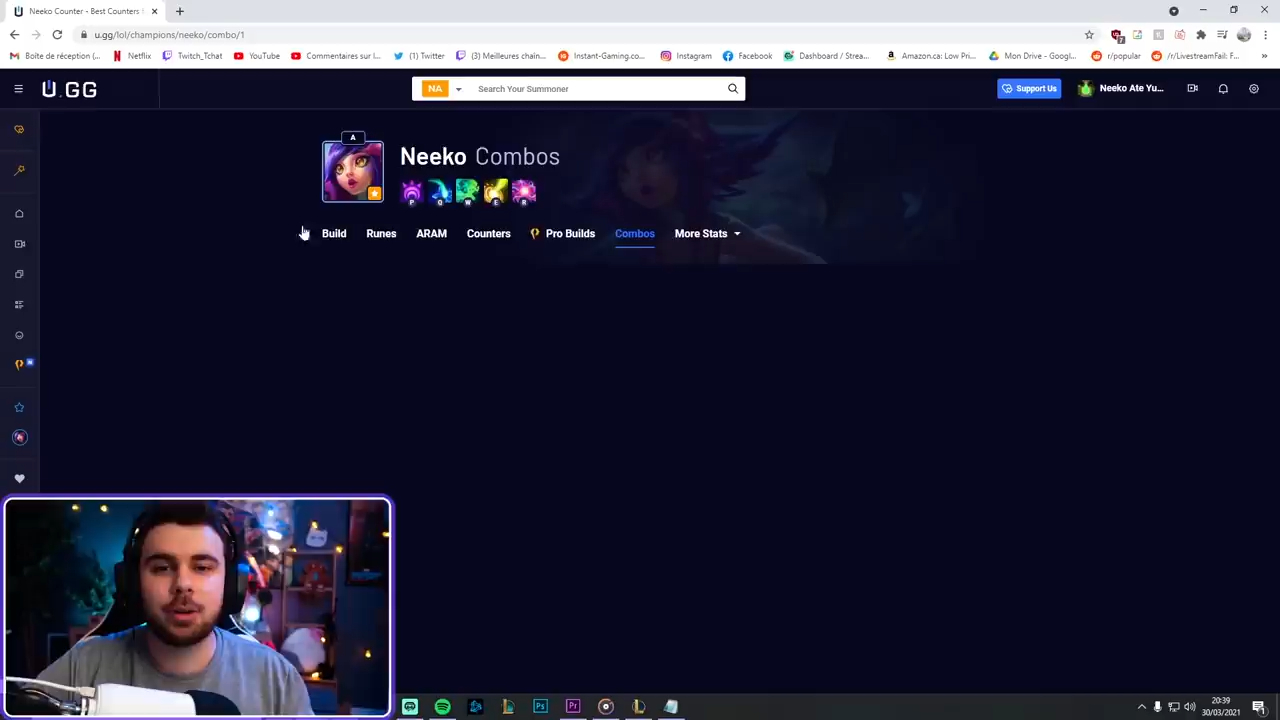 Neeko Counter - Best Counters
u.gg/lol/champions/neeko/combo/1
Boîte de réception (...
Netflix
Twitch_Tchat
YouTube
Commentaires sur l...
(1) Twitter
(3) Meilleures chain...
Instant-Gaming.co...
Instagram
Facebook
Dashboard / Strea...
Amazon.ca: Low Pri...
Mon Drive - Googl...
r/popular
/r/LivestreamFail: F...
»
U.GG
NA
Search Your Summoner
Support Us
Neeko Ate Yu...
A
Neeko Combos
P Q W E R
Build Runes ARAM Counters Pro Builds Combos More Stats
N
Ps
Pr
20:39
30/03/2021